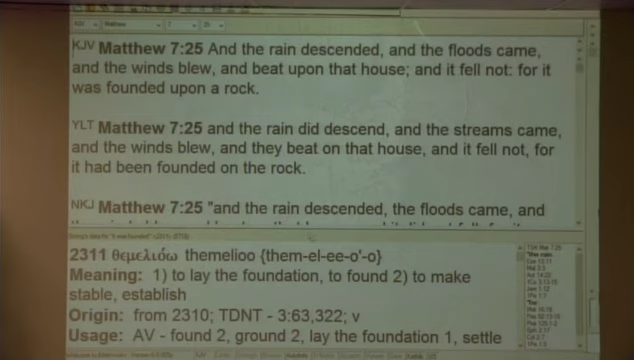 KJV Matthew 7:25 And the rain descended, and the floods came,
and the winds blew, and beat upon that house; and it fell not: for it
was founded upon a rock.
YLT Matthew 7:25 and the rain did descend, and the streams came,
and the winds blew, and they beat on that house, and it fell not, for
it had been founded on the rock.
NKJ Matthew 7:25 "and the rain descended, the floods came, and
2311 θεμελιόω themelioo {them-el-ee-o'-o}
Meaning: 1) to lay the foundation, to found 2) to make
stable, establish
Origin: from 2310; TDNT - 3:63,322; v
Usage: AV - found 2, ground 2, lay the foundation 1, settle